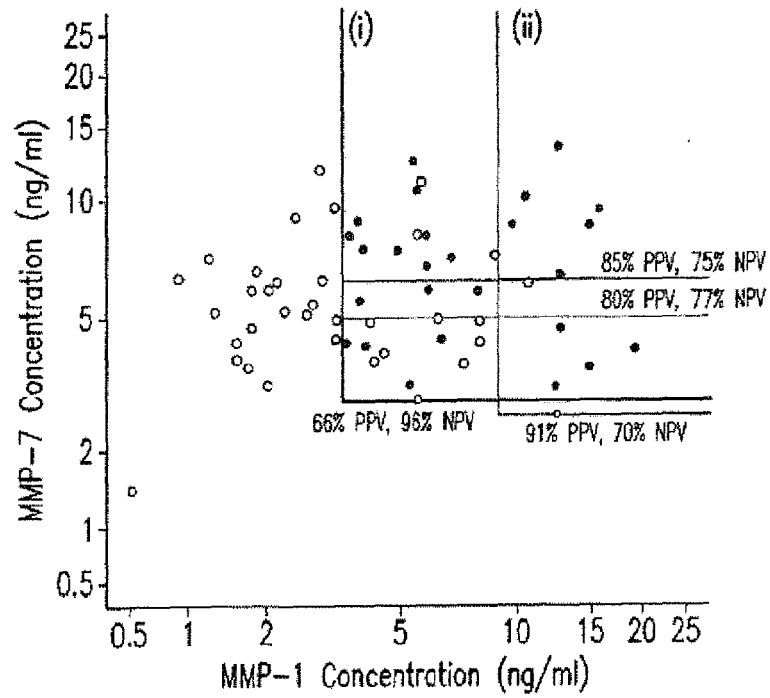 (i) (ii)
25
20
15
10
5
2
1
0.5
MMP-7 Concentration (ng/ml)
85% PPV, 75% NPV
80% PPV, 77% NPV
66% PPV, 96% NPV
91% PPV, 70% NPV
0.5 1 2 5 10 15 20 25
MMP-1 Concentration (ng/ml)